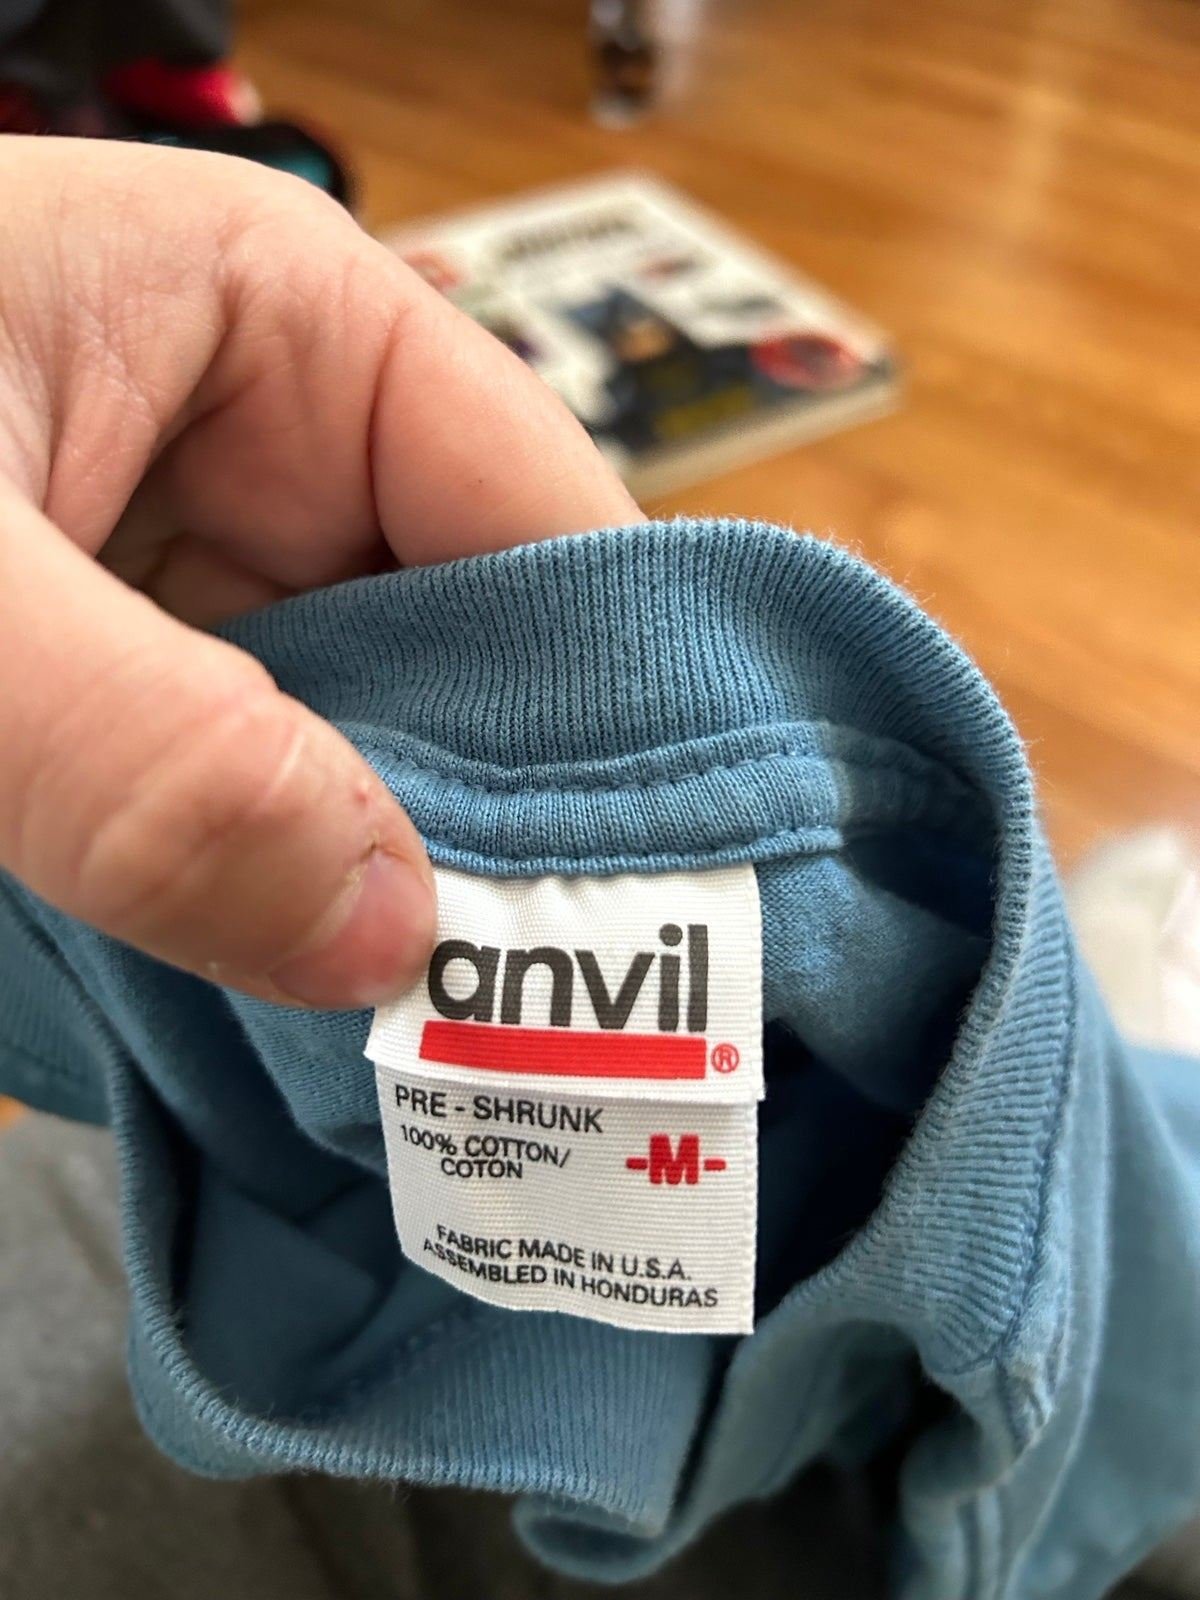 anvil
®
PRE - SHRUNK
100% COTTON/
COTON
-M-
FABRIC MADE IN U.S.A.
ASSEMBLED IN HONDURAS